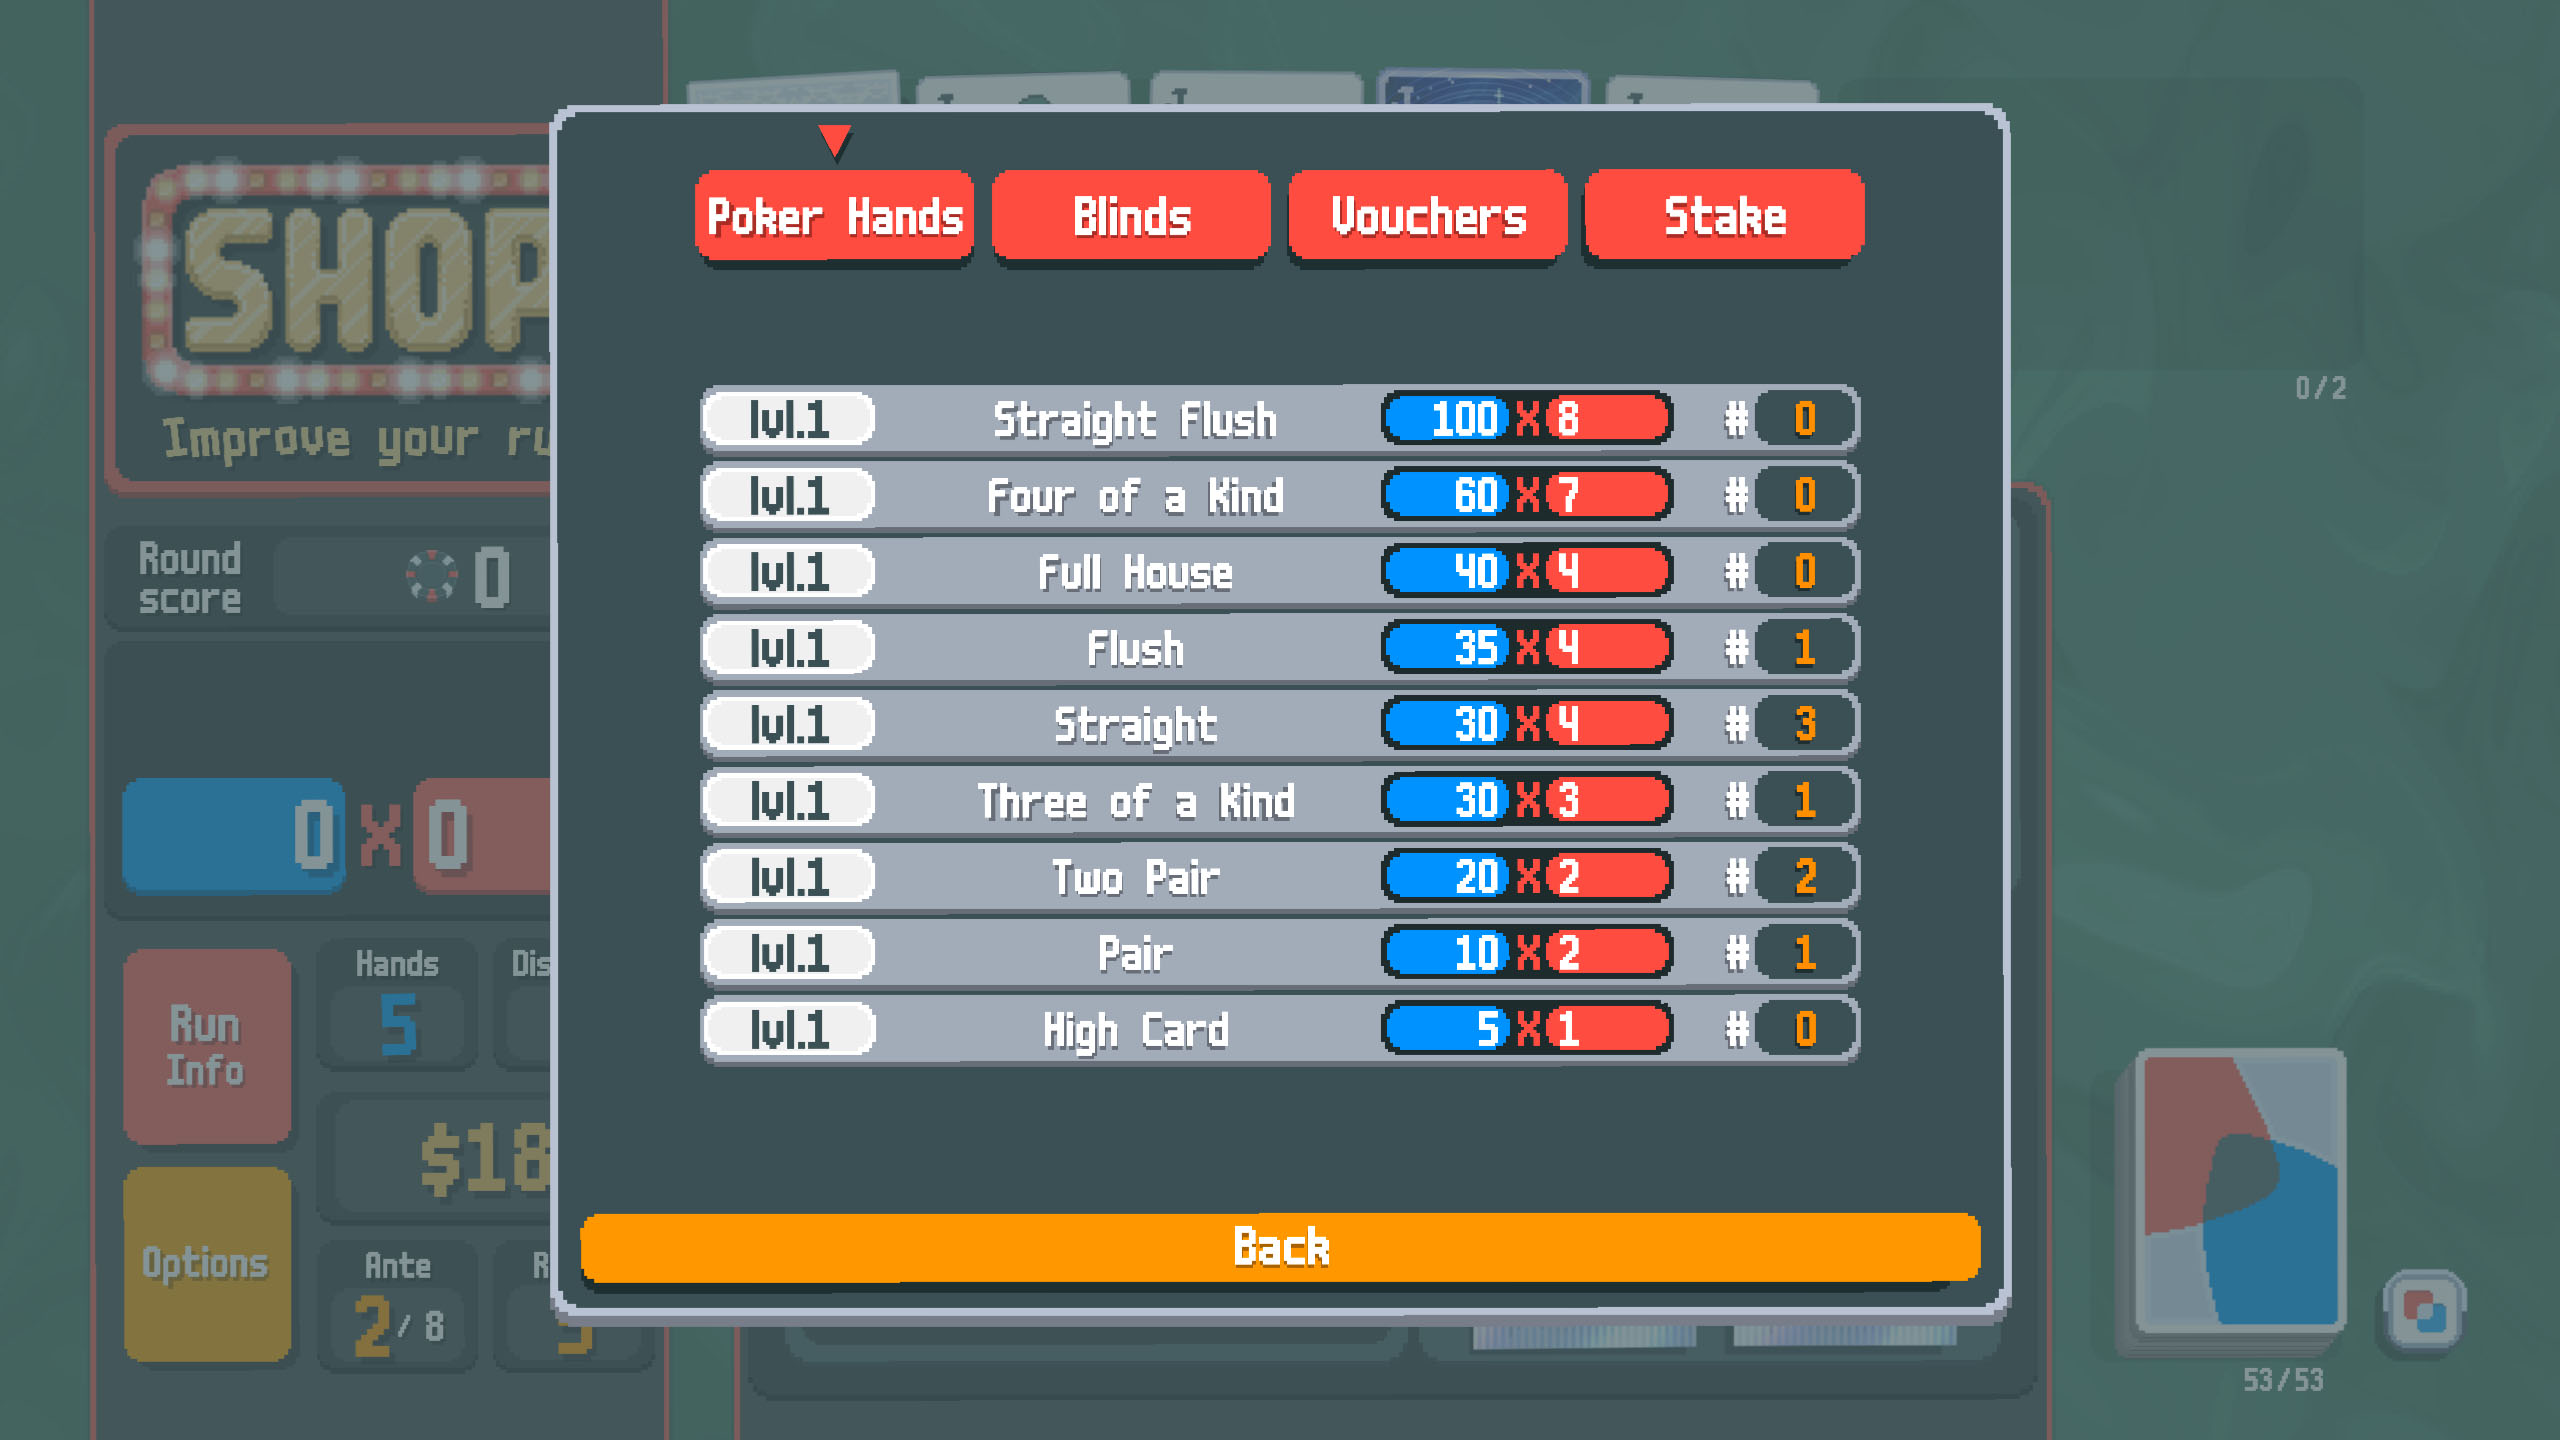 Poker Hands Blinds Vouchers Stake
SHOP
Improve your ru
0/2
lvl.1 Straight Flush 100 X 8 # 0
lvl.1 Four of a Kind 60 X 7 # 0
lvl.1 Full House 40 X 4 # 0
lvl.1 Flush 35 X 4 # 1
lvl.1 Straight 30 X 4 # 3
lvl.1 Three of a Kind 30 X 3 # 1
lvl.1 Two Pair 20 X 2 # 2
lvl.1 Pair 10 X 2 # 1
lvl.1 High Card 5 X 1 # 0
Back
Round
score
0
0 X 0
Hands Dis
5
Run
Info
$18
Options
Ante R
2 / 8
53/53